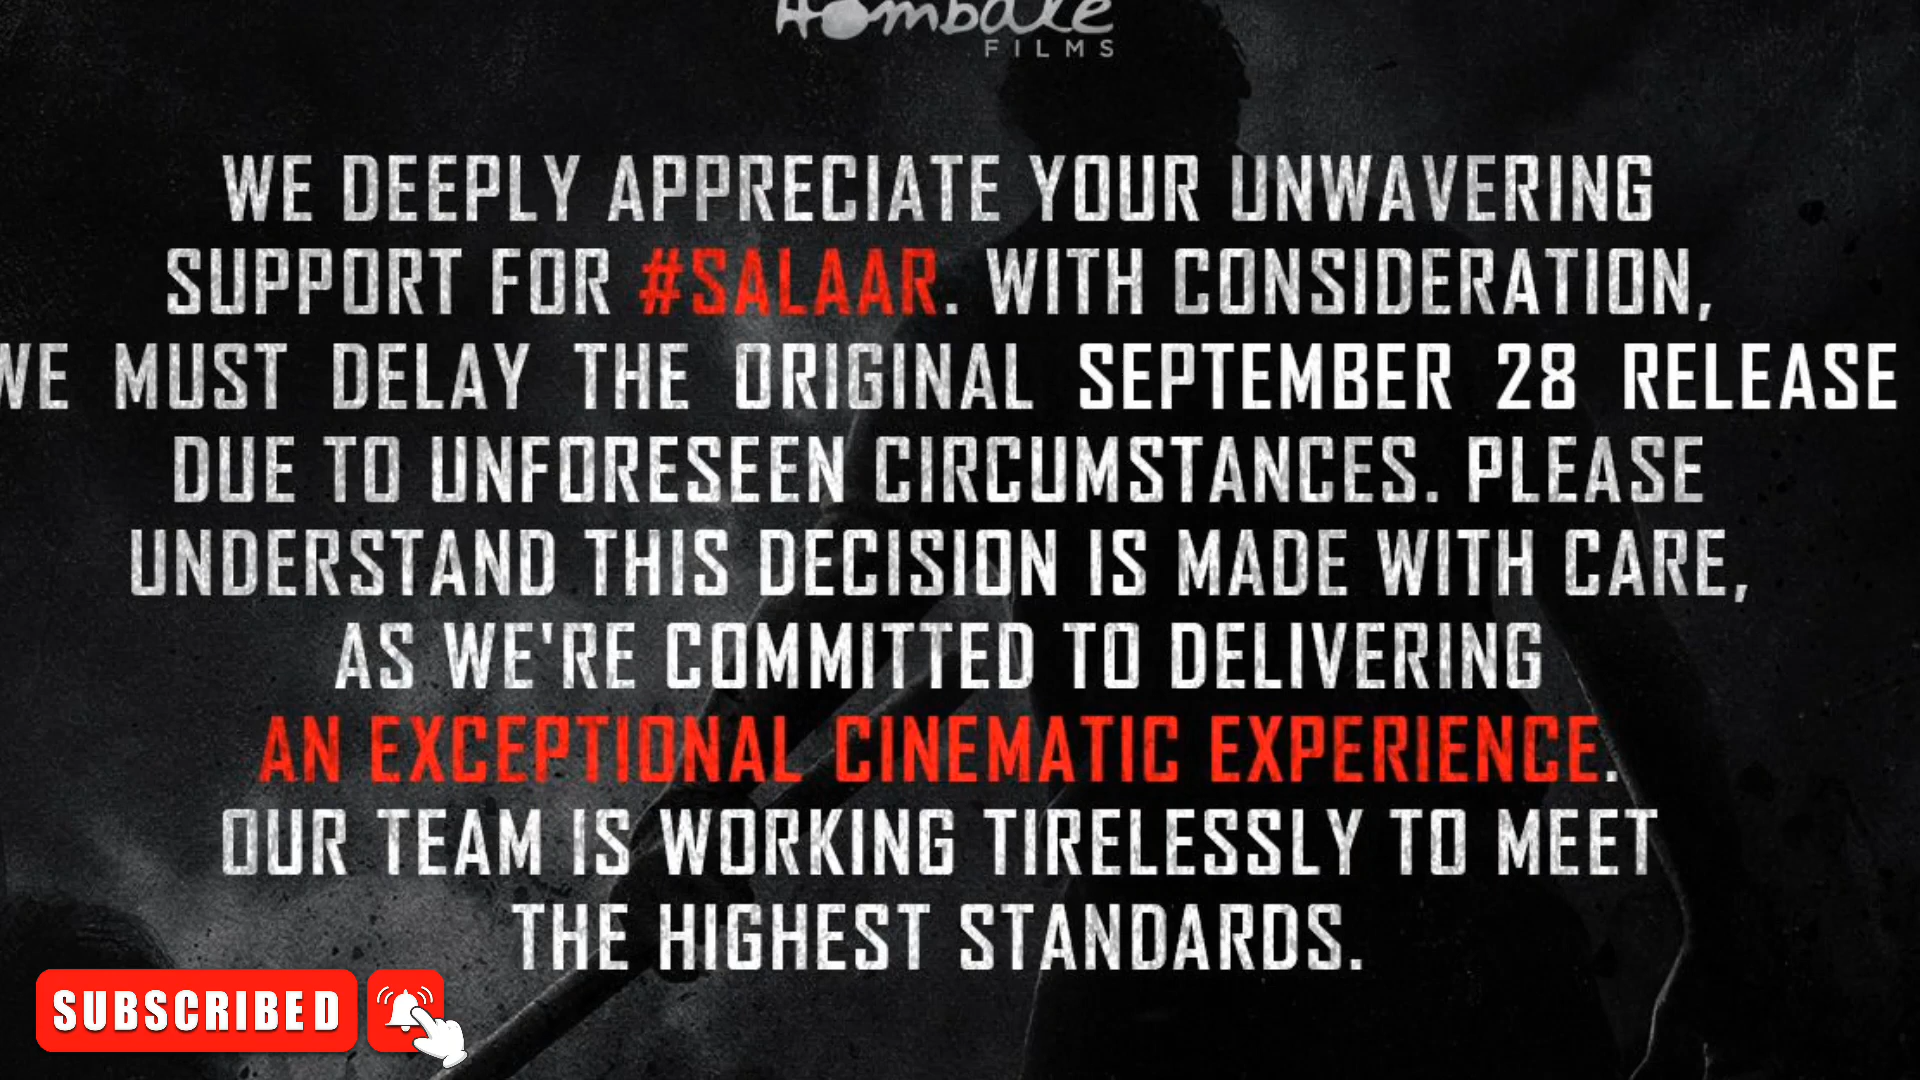 Hombale
FILMS
WE DEEPLY APPRECIATE YOUR UNWAVERING
SUPPORT FOR #SALAAR. WITH CONSIDERATION,
WE MUST DELAY THE ORIGINAL SEPTEMBER 28 RELEASE
DUE TO UNFORESEEN CIRCUMSTANCES. PLEASE
UNDERSTAND THIS DECISION IS MADE WITH CARE,
AS WE'RE COMMITTED TO DELIVERING
AN EXCEPTIONAL CINEMATIC EXPERIENCE.
OUR TEAM IS WORKING TIRELESSLY TO MEET
THE HIGHEST STANDARDS.
SUBSCRIBED